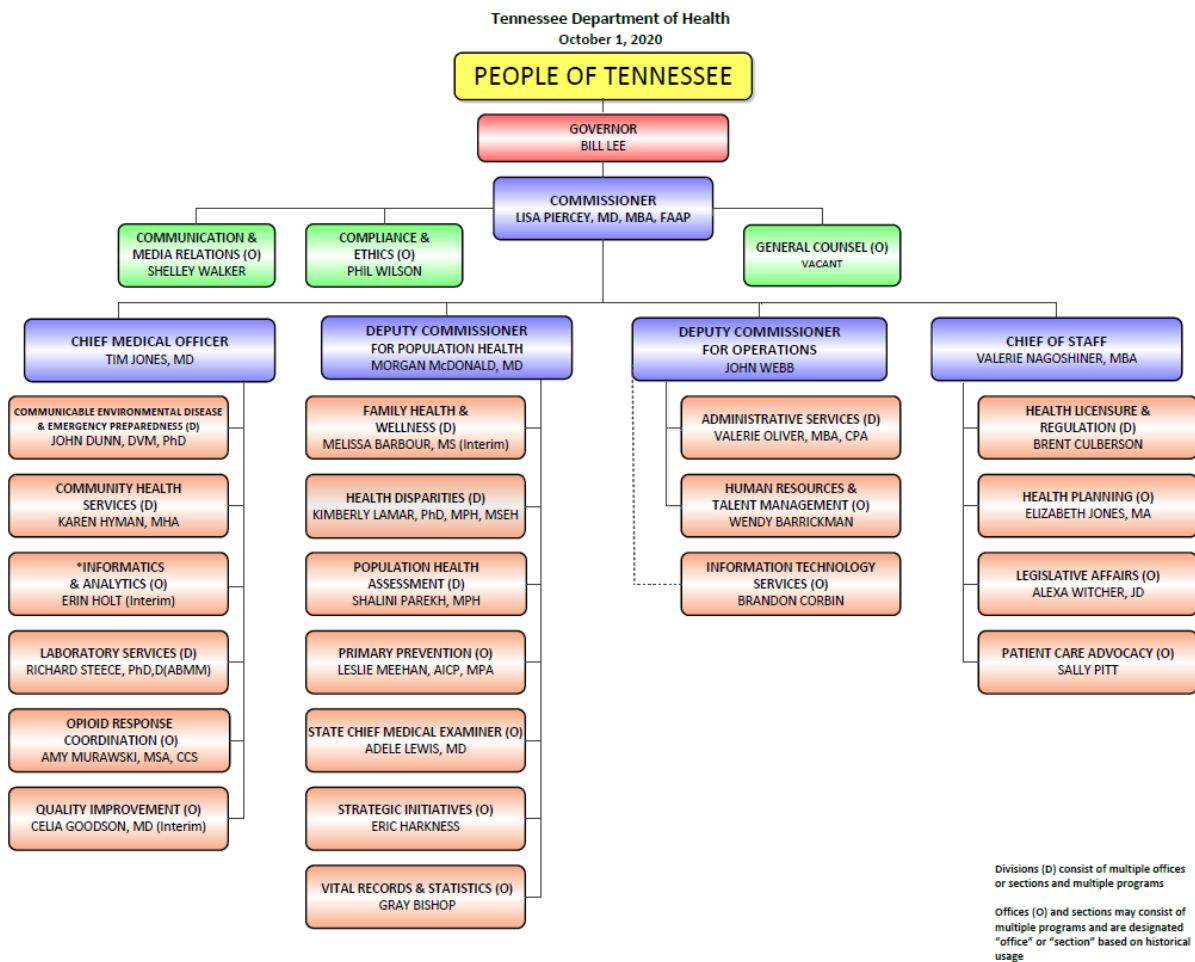 Tennessee Department of Health
October 1, 2020
PEOPLE OF TENNESSEE
GOVERNOR
BILL LEE
COMMISSIONER
LISA PIERCEY, MD, MBA, FAAP
COMMUNICATION &
MEDIA RELATIONS (O)
SHELLEY WALKER
COMPLIANCE &
ETHICS (O)
PHIL WILSON
GENERAL COUNSEL (O)
VACANT
CHIEF MEDICAL OFFICER
TIM JONES, MD
COMMUNICABLE ENVIRONMENTAL DISEASE
& EMERGENCY PREPAREDNESS (D)
JOHN DUNN, DVM, PhD
COMMUNITY HEALTH
SERVICES (D)
KAREN HYMAN, MHA
*INFORMATICS
& ANALYTICS (O)
ERIN HOLT (Interim)
LABORATORY SERVICES (D)
RICHARD STEECE, PhD,D(ABMM)
OPIOID RESPONSE
COORDINATION (O)
AMY MURAWSKI, MSA, CCS
QUALITY IMPROVEMENT (O)
CELIA GOODSON, MD (Interim)
DEPUTY COMMISSIONER
FOR POPULATION HEALTH
MORGAN McDONALD, MD
FAMILY HEALTH &
WELLNESS (D)
MELISSA BARBOUR, MS (Interim)
HEALTH DISPARITIES (D)
KIMBERLY LAMAR, PhD, MPH, MSEH
POPULATION HEALTH
ASSESSMENT (D)
SHALINI PAREKH, MPH
PRIMARY PREVENTION (O)
LESLIE MEEHAN, AICP, MPA
STATE CHIEF MEDICAL EXAMINER (O)
ADELE LEWIS, MD
STRATEGIC INITIATIVES (O)
ERIC HARKNESS
VITAL RECORDS & STATISTICS (O)
GRAY BISHOP
DEPUTY COMMISSIONER
FOR OPERATIONS
JOHN WEBB
ADMINISTRATIVE SERVICES (D)
VALERIE OLIVER, MBA, CPA
HUMAN RESOURCES &
TALENT MANAGEMENT (O)
WENDY BARRICKMAN
INFORMATION TECHNOLOGY
SERVICES (O)
BRANDON CORBIN
CHIEF OF STAFF
VALERIE NAGOSHINER, MBA
HEALTH LICENSURE &
REGULATION (D)
BRENT CULBERSON
HEALTH PLANNING (O)
ELIZABETH JONES, MA
LEGISLATIVE AFFAIRS (O)
ALEXA WITCHER, JD
PATIENT CARE ADVOCACY (O)
SALLY PITT
Divisions (D) consist of multiple offices
or sections and multiple programs
Offices (O) and sections may consist of
multiple programs and are designated
"office" or "section" based on historical
usage